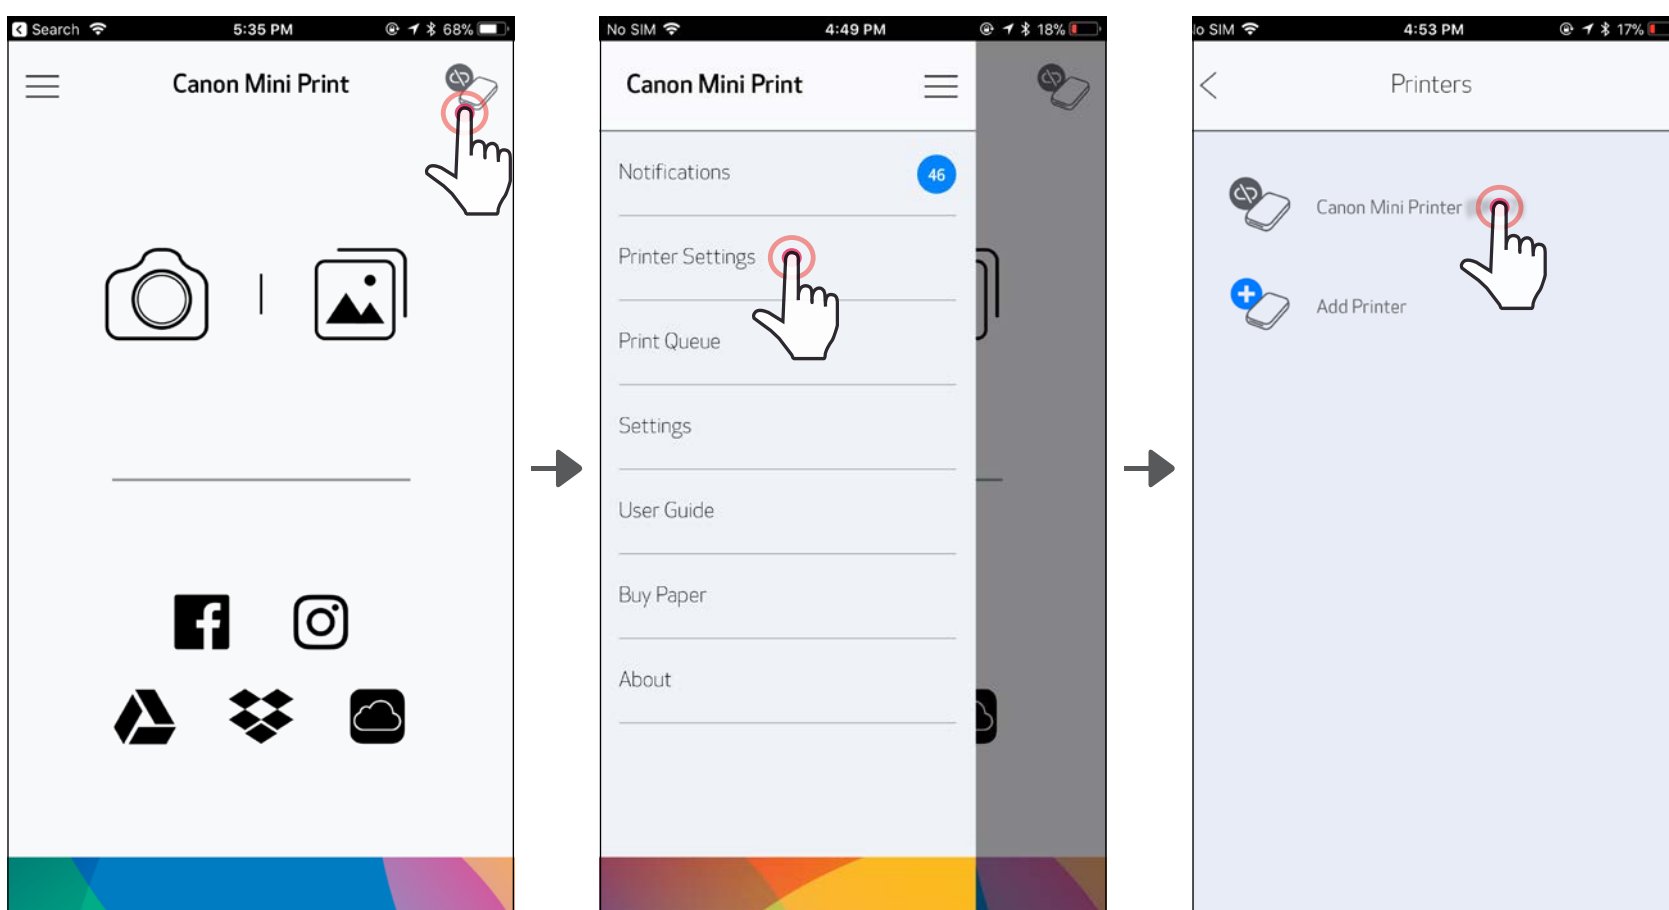 Search 5:35 PM 68%
Canon Mini Print
No SIM 4:49 PM 18%
Canon Mini Print
Notifications 46
Printer Settings
Print Queue
Settings
User Guide
Buy Paper
About
o SIM 4:53 PM 17%
Printers
Canon Mini Printer
Add Printer